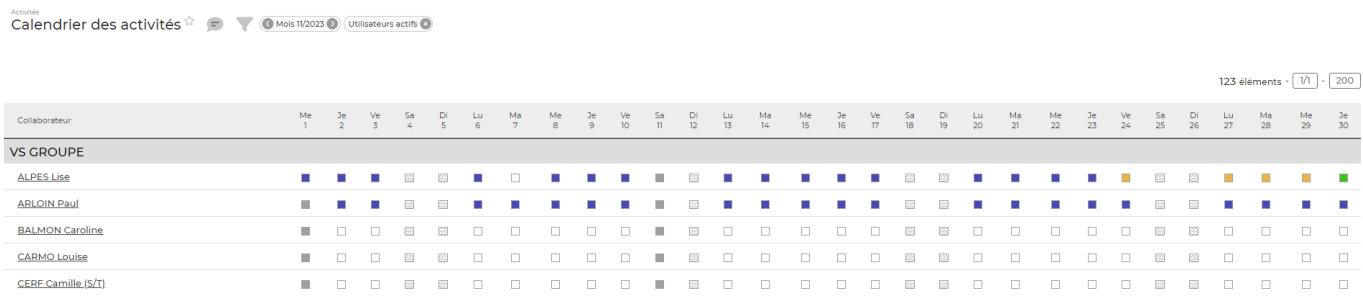 Activités
Calendrier des activités
Mois 11/2023 Utilisateurs actifs
123 éléments - 1/1 - 200
Collaborateur Me 1 Je 2 Ve 3 Sa 4 Di 5 Lu 6 Ma 7 Me 8 Je 9 Ve 10 Sa 11 Di 12 Lu 13 Ma 14 Me 15 Je 16 Ve 17 Sa 18 Di 19 Lu 20 Ma 21 Me 22 Je 23 Ve 24 Sa 25 Di 26 Lu 27 Ma 28 Me 29 Je 30
VS GROUPE
ALPES Lise
ARLOIN Paul
BALMON Caroline
CARMO Louise
CERF Camille (S/T)